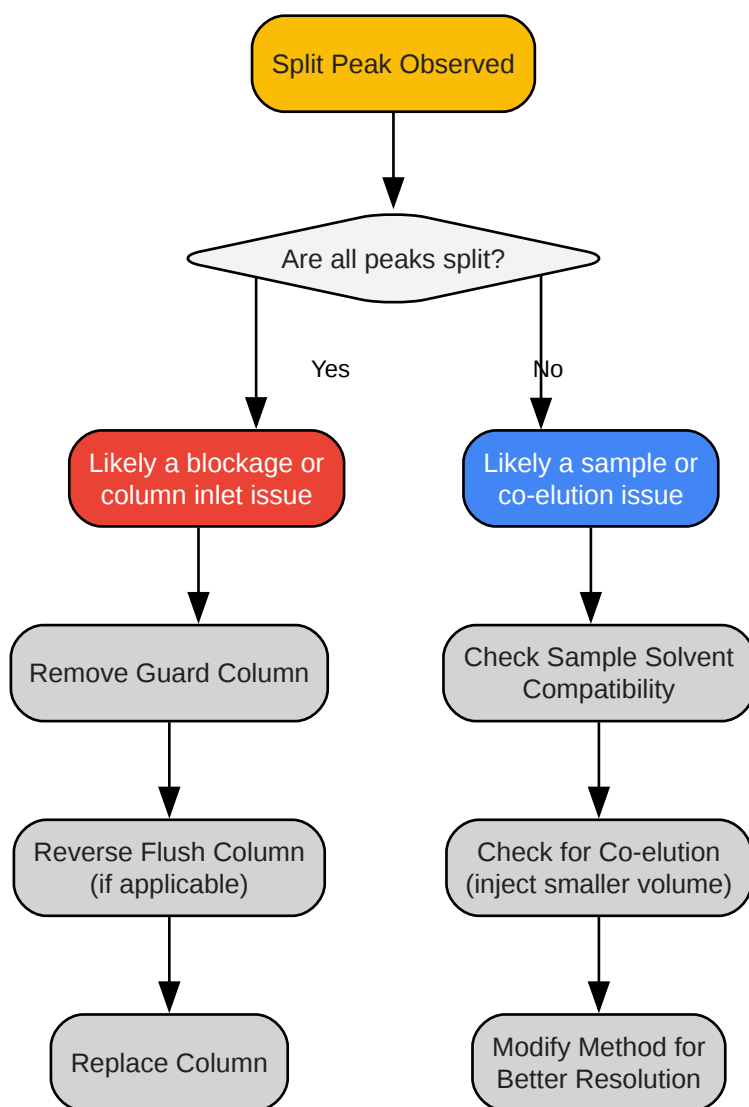 Split Peak Observed
Are all peaks split?
Yes
No
Likely a blockage or
column inlet issue
Likely a sample or
co-elution issue
Remove Guard Column
Check Sample Solvent
Compatibility
Reverse Flush Column
(if applicable)
Check for Co-elution
(inject smaller volume)
Replace Column
Modify Method for
Better Resolution